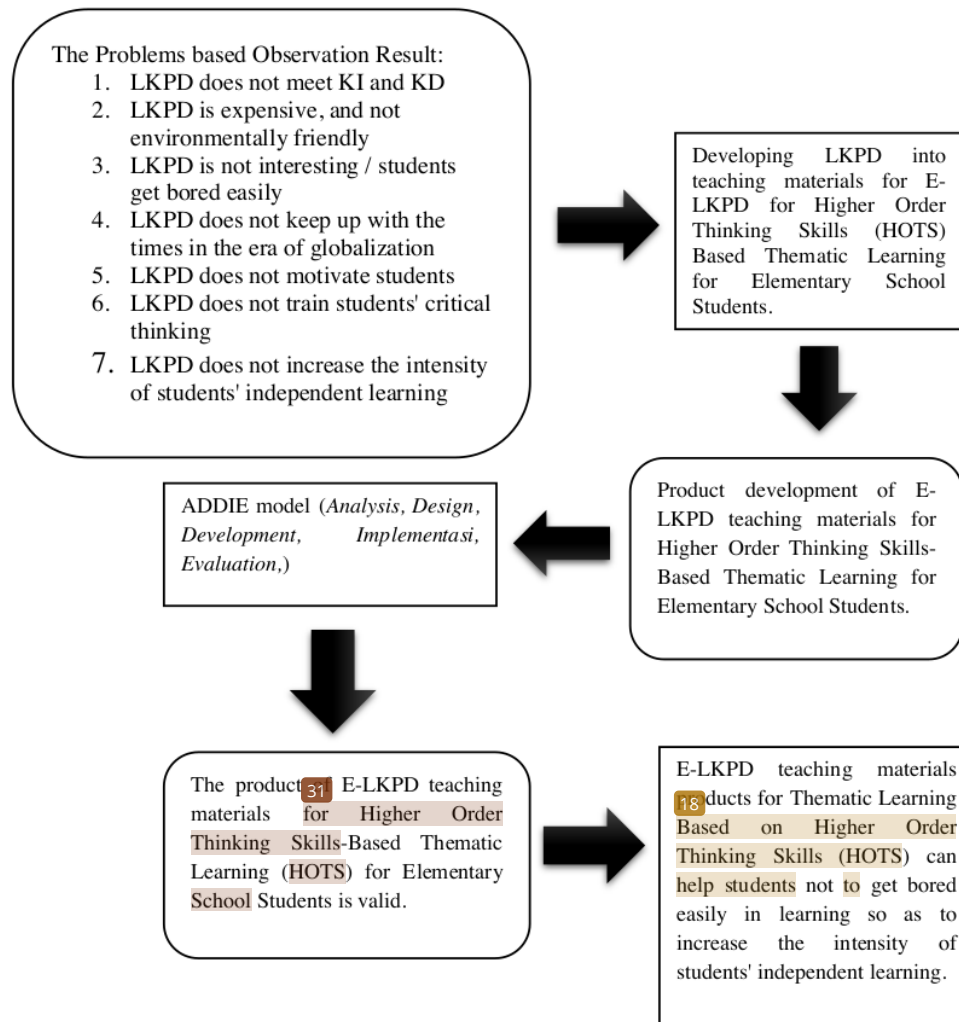 The Problems based Observation Result:
1. LKPD does not meet KI and KD
2. LKPD is expensive, and not
environmentally friendly
3. LKPD is not interesting / students
get bored easily
4. LKPD does not keep up with the
times in the era of globalization
5. LKPD does not motivate students
6. LKPD does not train students' critical
thinking
7. LKPD does not increase the intensity
of students' independent learning
Developing LKPD into
teaching materials for E-
LKPD for Higher Order
Thinking Skills (HOTS)
Based Thematic Learning
for Elementary School
Students.
Product development of E-
LKPD teaching materials for
Higher Order Thinking Skills-
Based Thematic Learning for
Elementary School Students.
ADDIE model (Analysis, Design,
Development, Implementasi,
Evaluation,)
The product E-LKPD teaching
31
materials for Higher Order
Thinking Skills-Based Thematic
Learning (HOTS) for Elementary
School Students is valid.
E-LKPD teaching materials
18
products for Thematic Learning
Based on Higher Order
Thinking Skills (HOTS) can
help students not to get bored
easily in learning so as to
increase the intensity of
students' independent learning.